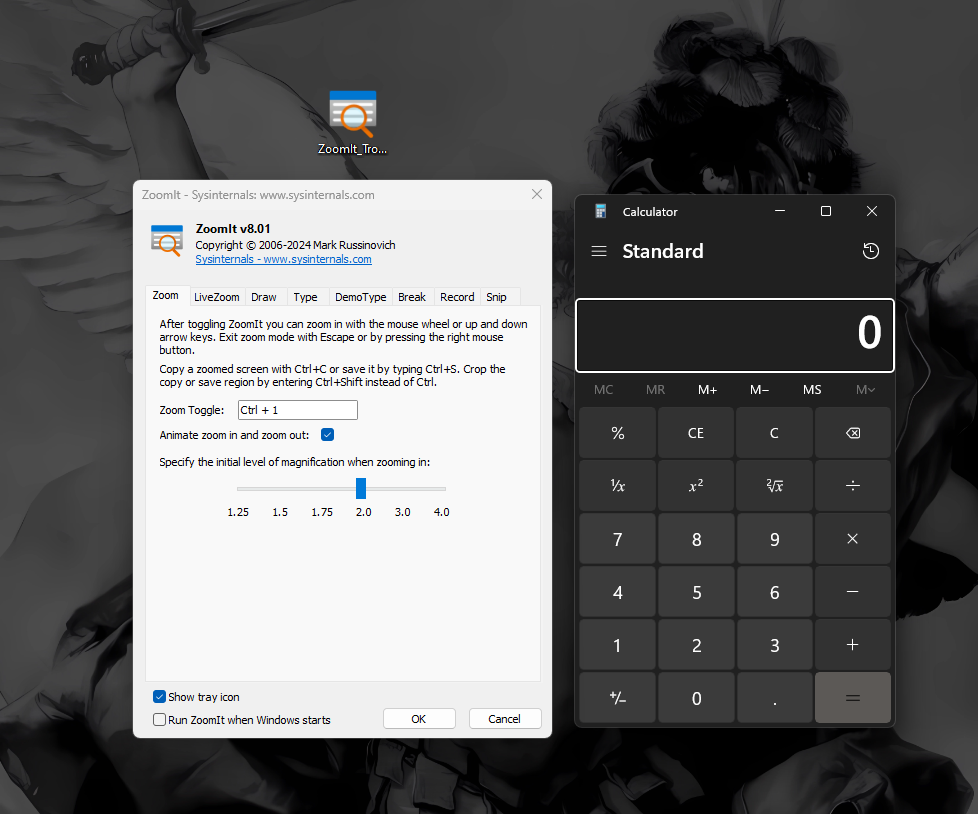 ZoomIt_Tro...
ZoomIt - Sysinternals: www.sysinternals.com
ZoomIt v8.01
Copyright © 2006-2024 Mark Russinovich
Sysinternals - www.sysinternals.com
Zoom LiveZoom Draw Type DemoType Break Record Snip
After toggling ZoomIt you can zoom in with the mouse wheel or up and down
arrow keys. Exit zoom mode with Escape or by pressing the right mouse
button.
Copy a zoomed screen with Ctrl+C or save it by typing Ctrl+S. Crop the
copy or save region by entering Ctrl+Shift instead of Ctrl.
Zoom Toggle: Ctrl + 1
Animate zoom in and zoom out:
Specify the initial level of magnification when zooming in:
1.25 1.5 1.75 2.0 3.0 4.0
Show tray icon
Run ZoomIt when Windows starts
OK Cancel
Calculator
Standard
0
MC MR M+ M− MS M
% CE C
¹/x x² ²√x ÷
7 8 9 ×
4 5 6 −
1 2 3 +
+/− 0 . =